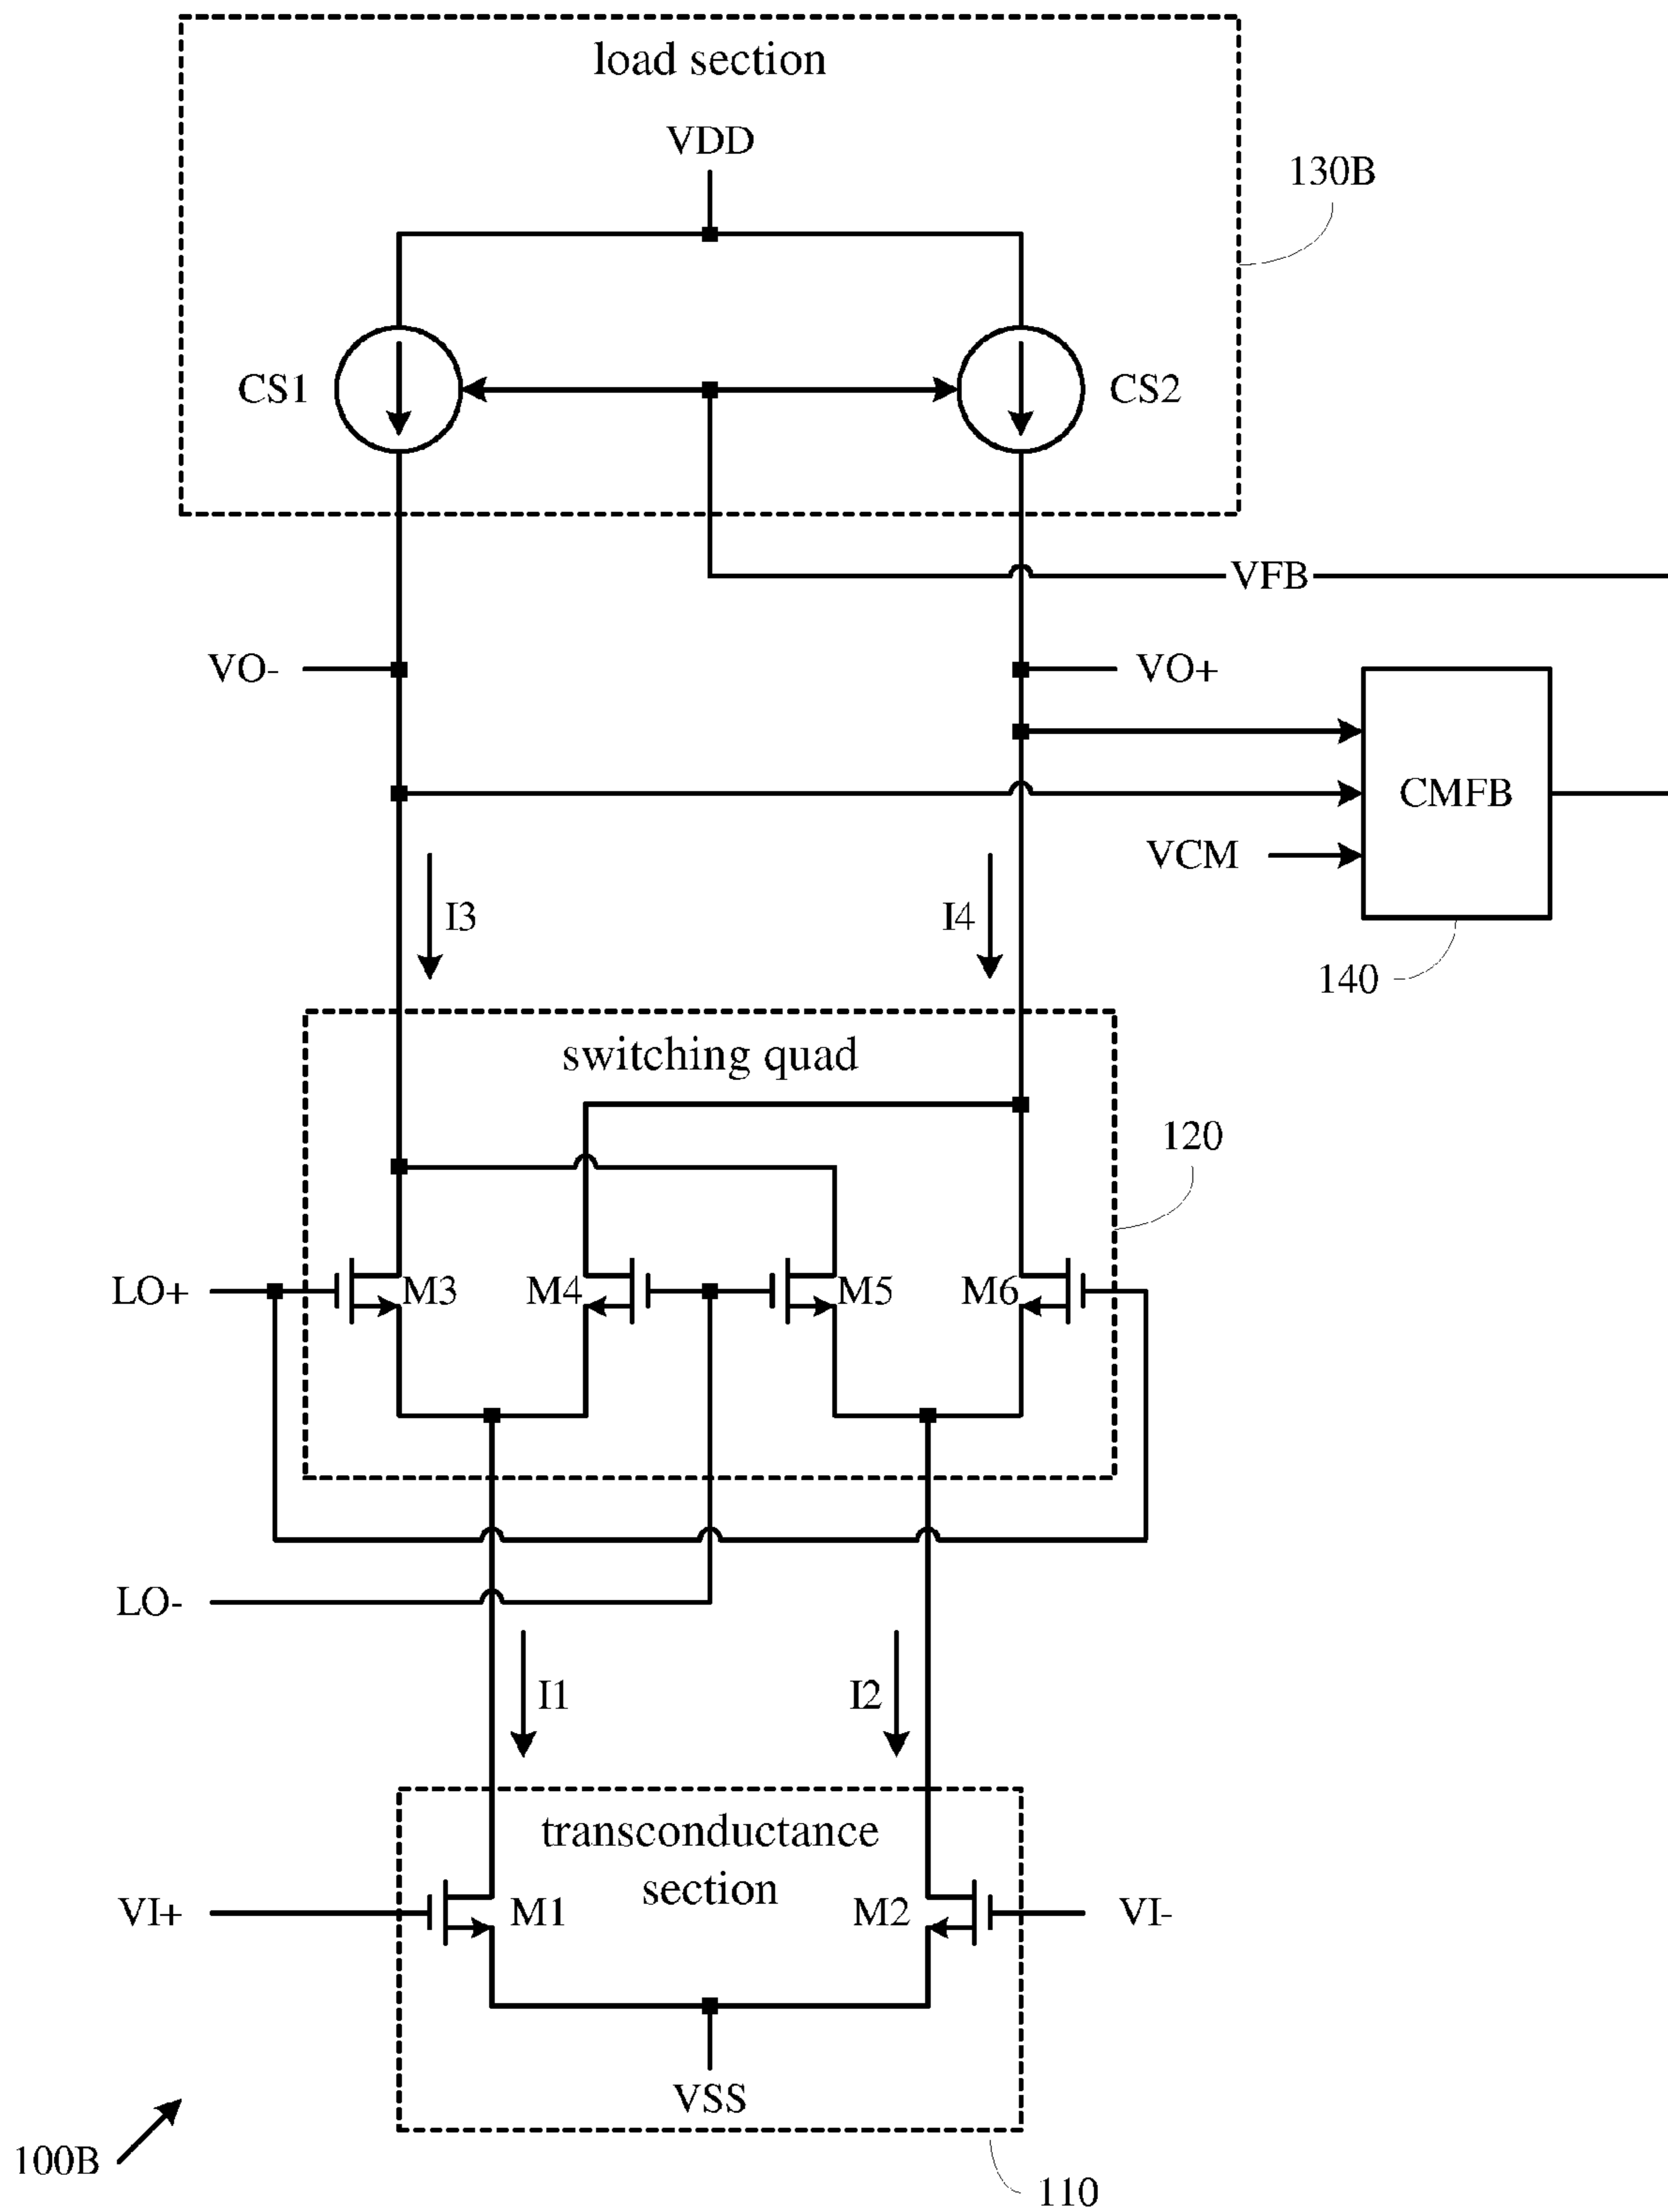 load section
VDD
130B
CS1
CS2
VFB
VO-
VO+
CMFB
VCM
I3
I4
140
switching quad
120
LO+
M3
M4
M5
M6
LO-
I1
I2
transconductance
section
VI+
M1
M2
VI-
VSS
100B
110